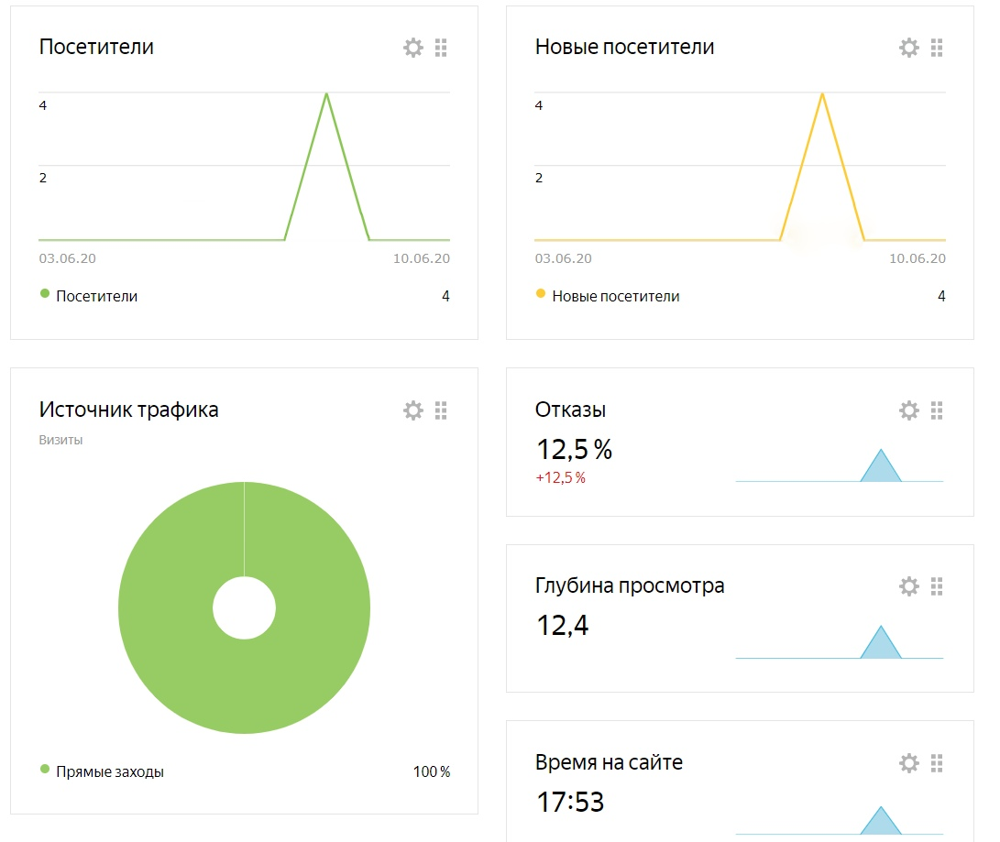 Посетители
4
2
03.06.20 10.06.20
Посетители 4
Новые посетители
4
2
03.06.20 10.06.20
Новые посетители 4
Источник трафика
Визиты
Прямые заходы 100 %
Отказы
12,5 %
+12,5 %
Глубина просмотра
12,4
Время на сайте
17:53